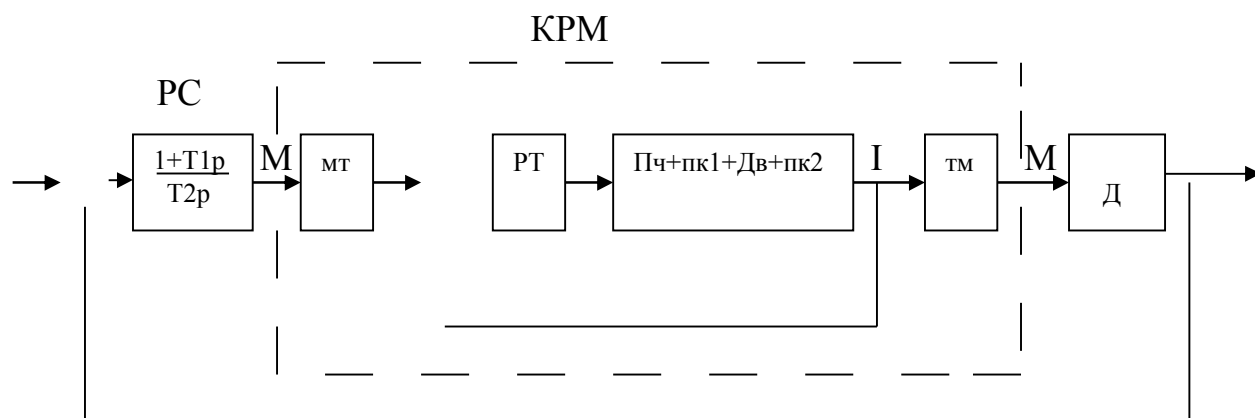 КРМ
РС
1+Т1р
Т2р
М
мт
РТ
Пч+пк1+Дв+пк2
I
тм
М
Д